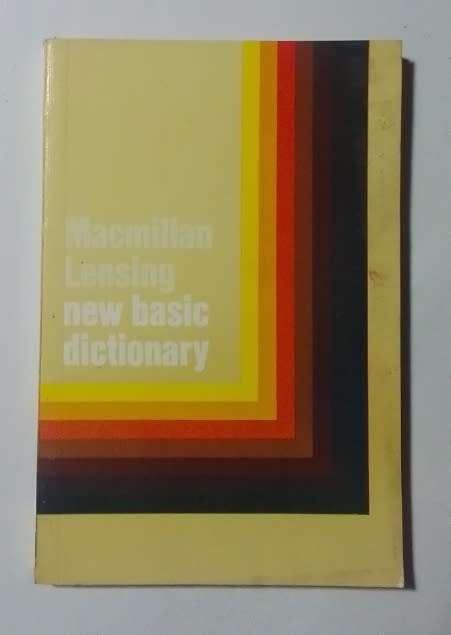 Macmillan
Lensing
new basic
dictionary